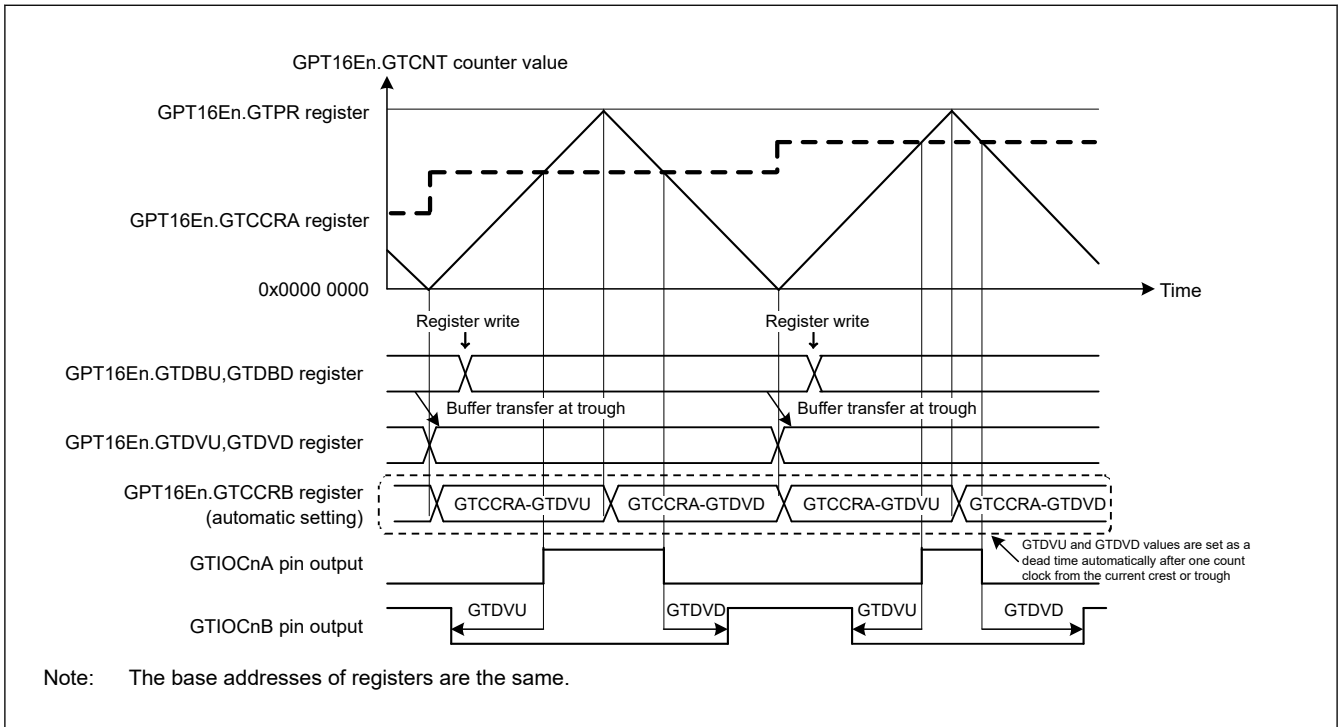 GPT16En.GTCNT counter value
GPT16En.GTPR register
GPT16En.GTCCRA register
0x0000 0000
Time
Register write
Register write
GPT16En.GTDBU,GTDBD register
Buffer transfer at trough
Buffer transfer at trough
GPT16En.GTDVU,GTDVD register
GPT16En.GTCCRB register
(automatic setting)
GTCCRA-GTDVU
GTCCRA-GTDVD
GTCCRA-GTDVU
GTCCRA-GTDVD
GTDVU and GTDVD values are set as a
dead time automatically after one count
clock from the current crest or trough
GTIOCnA pin output
GTDVU
GTDVD
GTDVU
GTDVD
GTIOCnB pin output
Note: The base addresses of registers are the same.